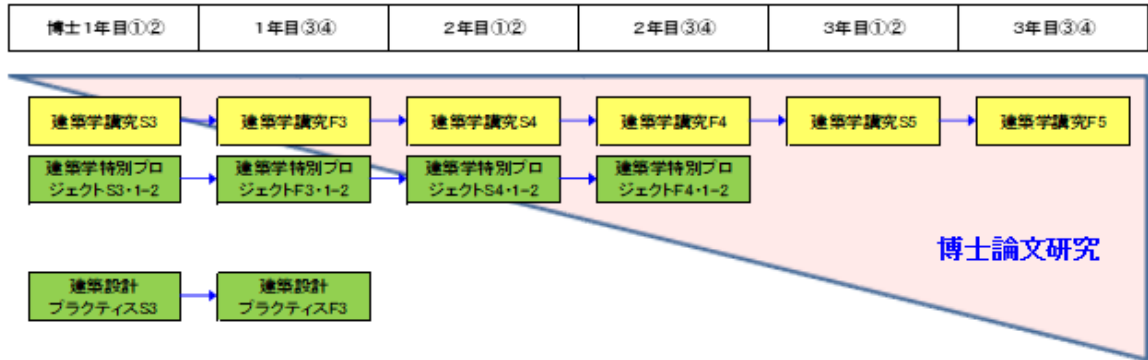 博士1年目①②
1年目③④
2年目①②
2年目③④
3年目①②
3年目③④
建築学講究S3
建築学講究F3
建築学講究S4
建築学講究F4
建築学講究S5
建築学講究F5
建築学特別プロ
ジェクトS3・1-2
建築学特別プロ
ジェクトF3・1-2
建築学特別プロ
ジェクトS4・1-2
建築学特別プロ
ジェクトF4・1-2
博士論文研究
建築設計
プラクティスS3
建築設計
プラクティスF3